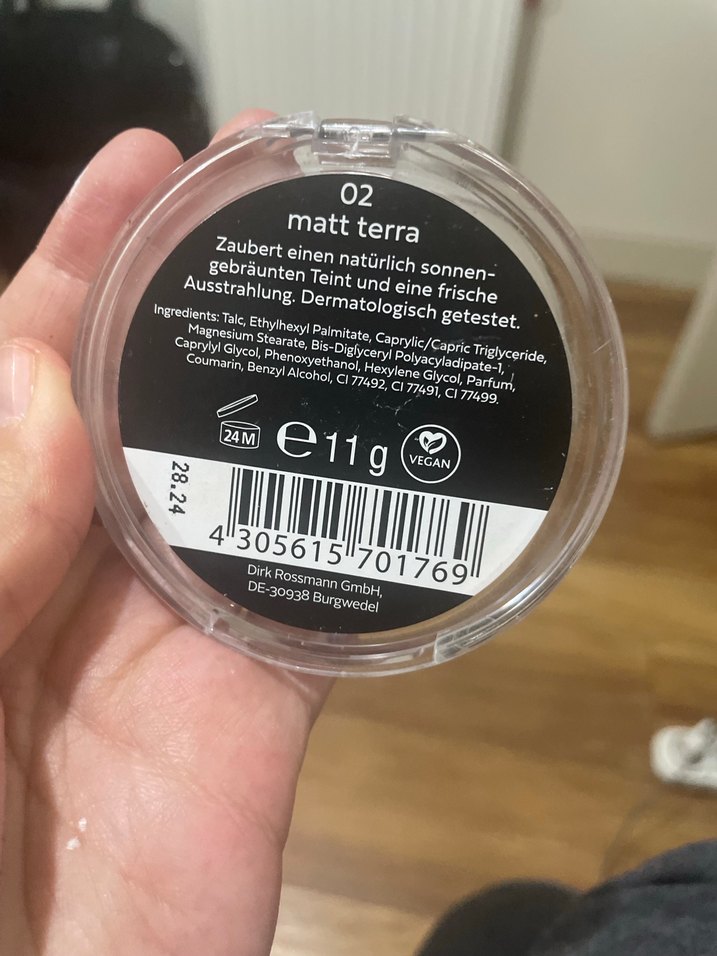 02
matt terra
Zaubert einen natürlich sonnen-
gebräunten Teint und eine frische
Ausstrahlung. Dermatologisch getestet.
Ingredients: Talc, Ethylhexyl Palmitate, Caprylic/Capric Triglyceride,
Magnesium Stearate, Bis-Diglyceryl Polyacyladipate-1,
Caprylyl Glycol, Phenoxyethanol, Hexylene Glycol, Parfum,
Coumarin, Benzyl Alcohol, CI 77492, CI 77491, CI 77499.
24 M
e 11 g
VEGAN
28.24
4 305615 701769
Dirk Rossmann GmbH,
DE-30938 Burgwedel